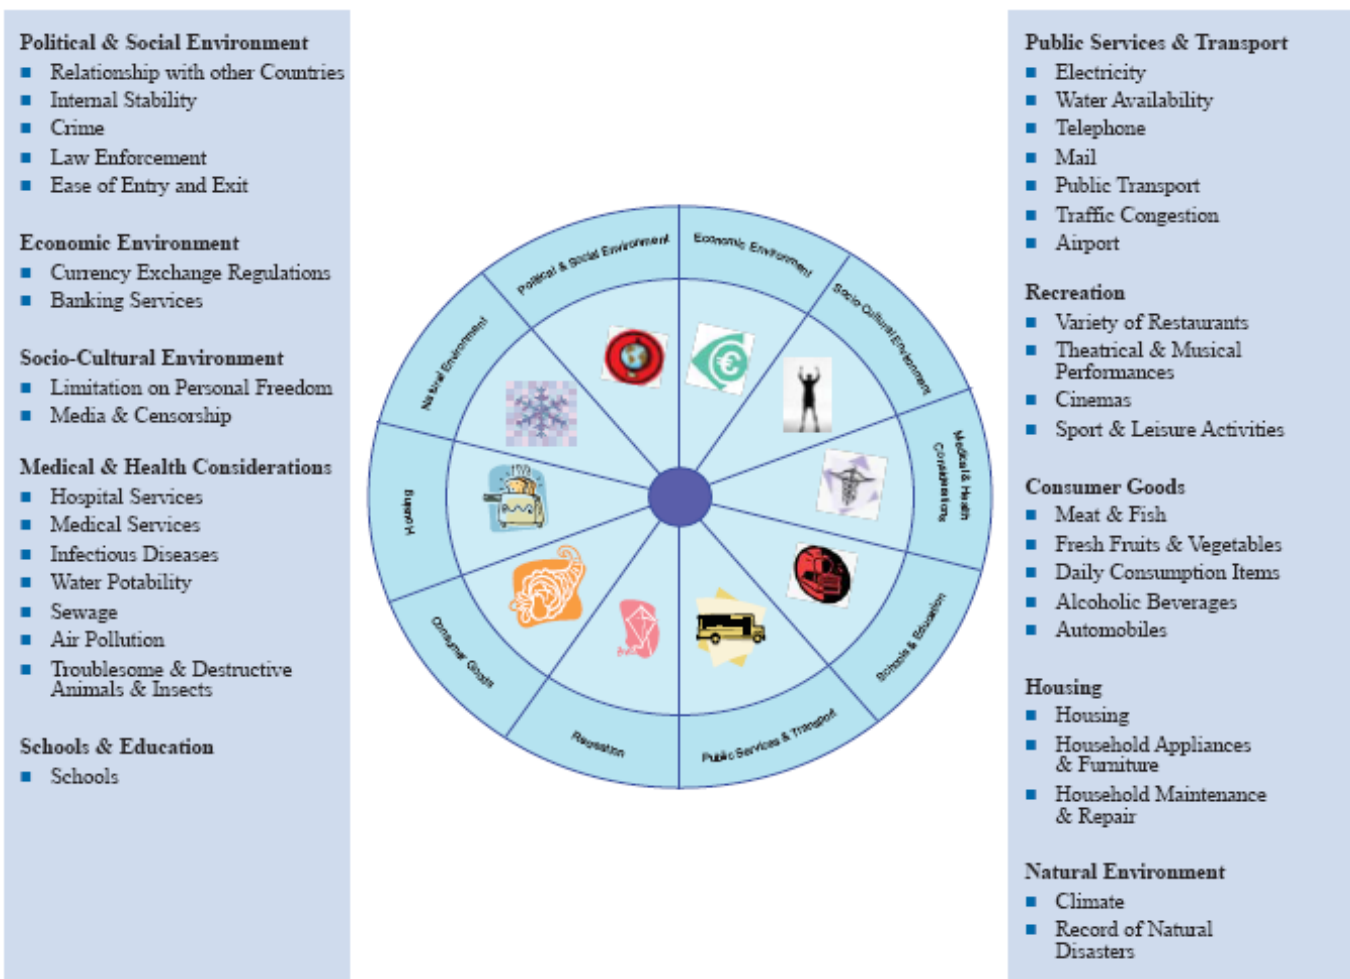 Political & Social Environment
Relationship with other Countries
Internal Stability
Crime
Law Enforcement
Ease of Entry and Exit
Economic Environment
Currency Exchange Regulations
Banking Services
Socio-Cultural Environment
Limitation on Personal Freedom
Media & Censorship
Medical & Health Considerations
Hospital Services
Medical Services
Infectious Diseases
Water Potability
Sewage
Air Pollution
Troublesome & Destructive
Animals & Insects
Schools & Education
Schools
Political & Social Environment
Economic Environment
Socio-Cultural Environment
Medical & Health
Considerations
Schools & Education
Public Services & Transport
Recreation
Consumer Goods
Housing
Natural Environment
Public Services & Transport
Electricity
Water Availability
Telephone
Mail
Public Transport
Traffic Congestion
Airport
Recreation
Variety of Restaurants
Theatrical & Musical
Performances
Cinemas
Sport & Leisure Activities
Consumer Goods
Meat & Fish
Fresh Fruits & Vegetables
Daily Consumption Items
Alcoholic Beverages
Automobiles
Housing
Housing
Household Appliances
& Furniture
Household Maintenance
& Repair
Natural Environment
Climate
Record of Natural
Disasters